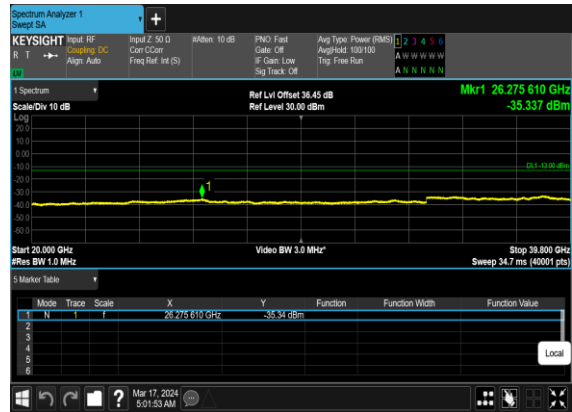 Spectrum Analyzer 1
Swept SA
+
KEYSIGHT
R T
LW
Input: RF
Coupling: DC
Align: Auto
Input Z: 50 Ω
Corr CCorr
Freq Ref: Int (S)
#Atten: 10 dB
PNO: Fast
Gate: Off
IF Gain: Low
Sig Track: Off
Avg Type: Power (RMS)
Avg|Hold: 100/100
Trig: Free Run
1 2 3 4 5 6
A W W W W W
A N N N N N
1 Spectrum
Scale/Div 10 dB
Ref Lvl Offset 36.45 dB
Ref Level 30.00 dBm
Mkr1 26.275 610 GHz
-35.337 dBm
Log
20.0
10.0
0.00
-10.0
-20.0
-30.0
-40.0
-50.0
-60.0
DL1 -13.00 dBm
1
Start 20.000 GHz
#Res BW 1.0 MHz
Video BW 3.0 MHz*
Stop 39.800 GHz
Sweep 34.7 ms (40001 pts)
5 Marker Table
Mode Trace Scale X Y Function Function Width Function Value
1 N 1 f 26.275 610 GHz -35.34 dBm
2
3
4
5
6
Local
?
Mar 17, 2024
5:01:53 AM